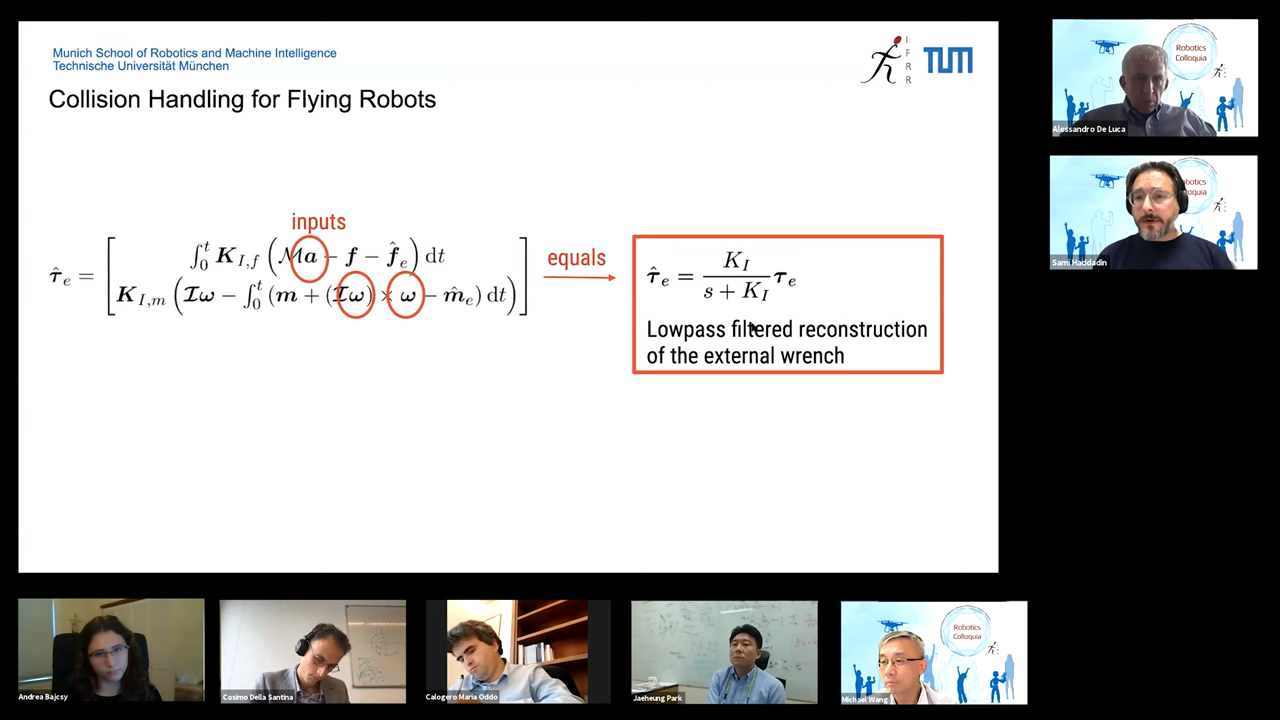 Munich School of Robotics and Machine Intelligence
Technische Universität München
I
F
R
R
TUM
Collision Handling for Flying Robots
inputs
τ̂_e = [ ∫_0^t K_{I,f} (ℳa − f − f̂_e) dt
K_{I,m} (ℐω − ∫_0^t (m + (ℐω) × ω − m̂_e) dt) ]
equals
τ̂_e = K_I / (s + K_I) τ_e
Lowpass filtered reconstruction
of the external wrench
Robotics
Colloquia
Alessandro De Luca
Robotics
Colloquia
Sami Haddadin
Andrea Bajcsy
Cosimo Della Santina
Calogero Maria Oddo
Jaeheung Park
Robotics
Colloquia
Michael Wang